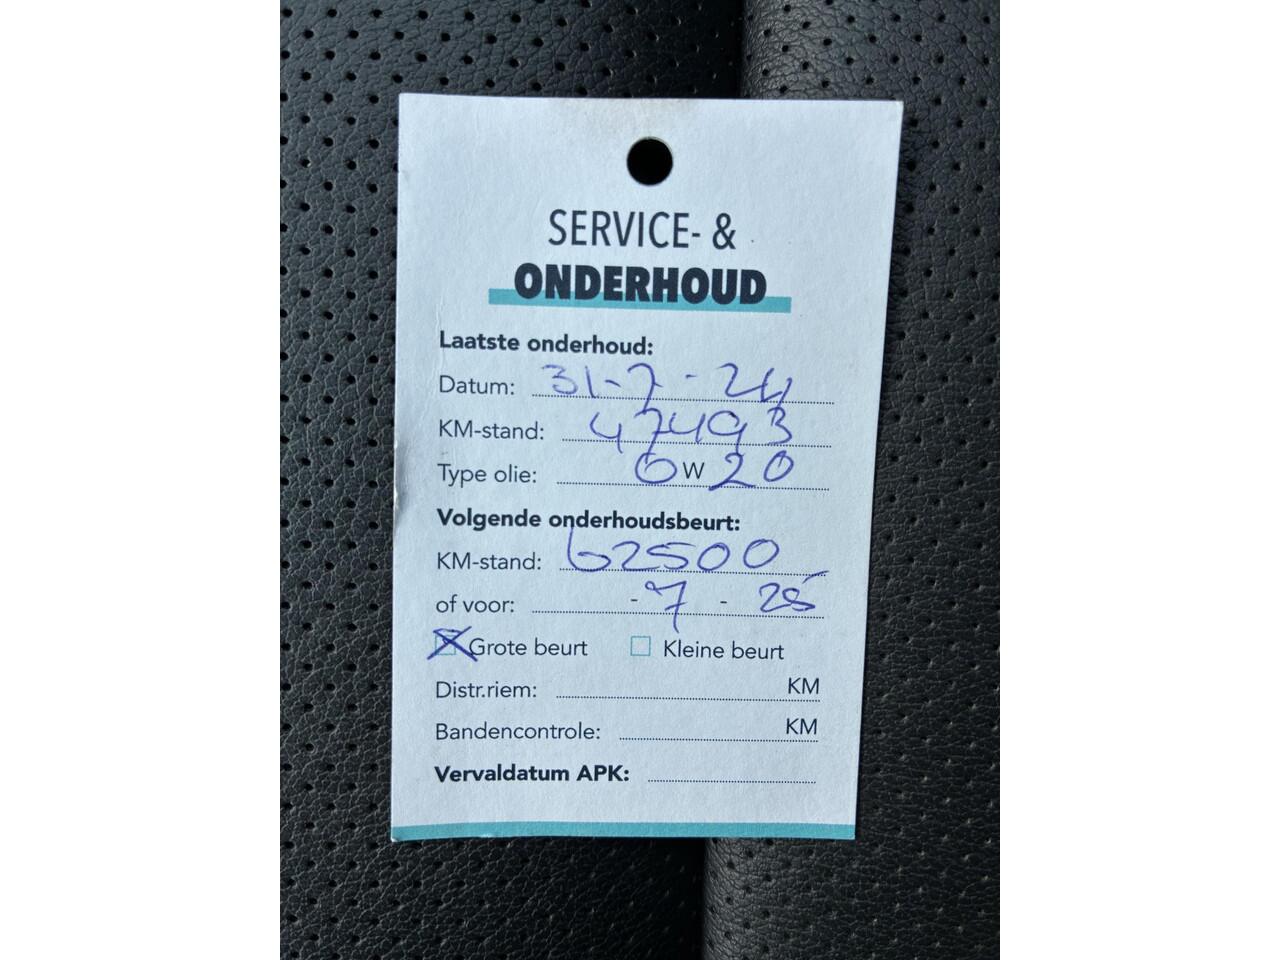 SERVICE- &
ONDERHOUD
Laatste onderhoud:
Datum: 31-7-24
KM-stand: 47493
Type olie: 0W20
Volgende onderhoudsbeurt:
KM-stand: 62500
of voor: -7-25
Grote beurt Kleine beurt
Distr.riem: KM
Bandencontrole: KM
Vervaldatum APK: